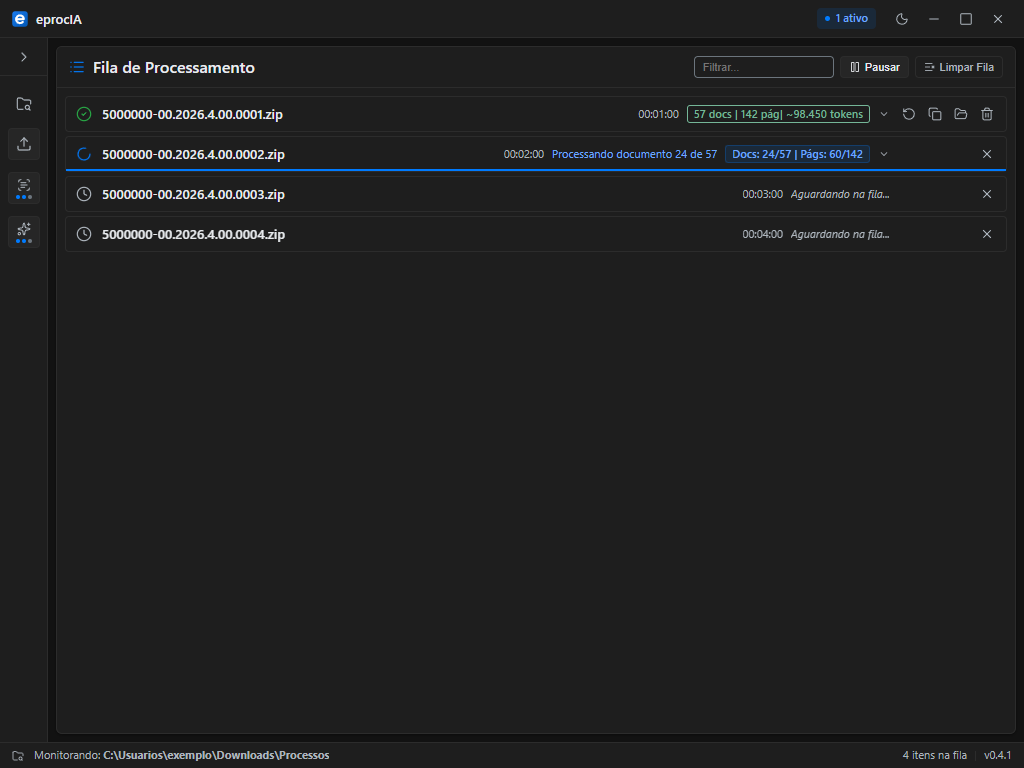 eprocIA
1 ativo
Fila de Processamento
Filtrar...
Pausar
Limpar Fila
5000000-00.2026.4.00.0001.zip 00:01:00 57 docs | 142 pág| ~98.450 tokens
5000000-00.2026.4.00.0002.zip 00:02:00 Processando documento 24 de 57 Docs: 24/57 | Págs: 60/142
5000000-00.2026.4.00.0003.zip 00:03:00 Aguardando na fila...
5000000-00.2026.4.00.0004.zip 00:04:00 Aguardando na fila...
Monitorando: C:\Usuarios\exemplo\Downloads\Processos
4 itens na fila
v0.4.1